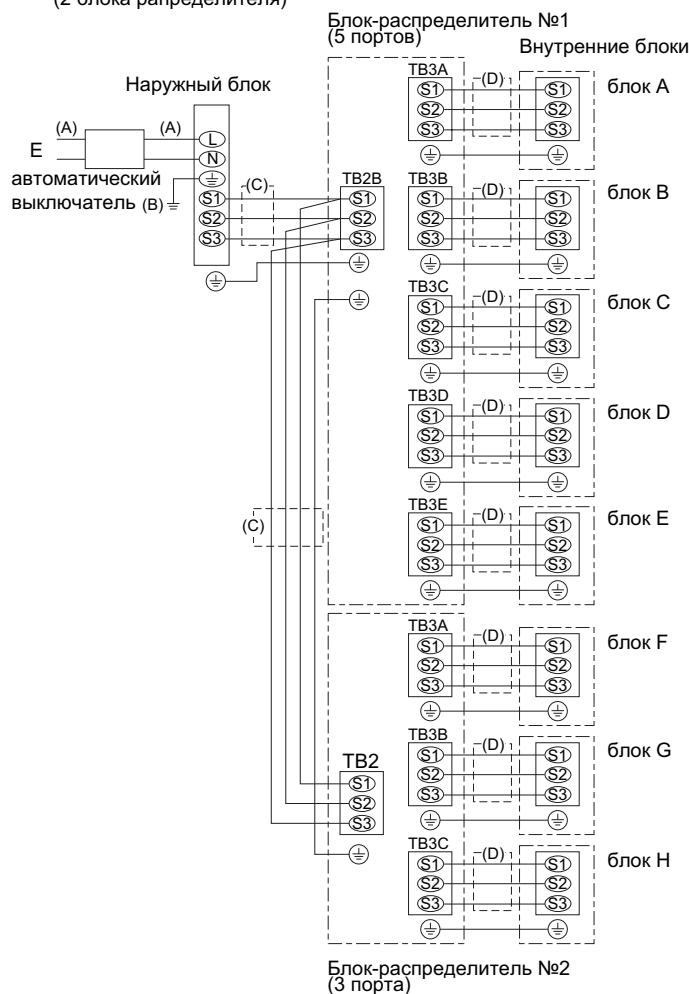 (2 блока рапределителя)
Блок-распределитель №1
(5 портов)
Внутренние блоки
Наружный блок
TB3A
(D)
блок A
S1
S1
S2
S2
S3
S3
(A)
(A)
L
E
N
автоматический
выключатель (B)
(C)
S1
S2
S3
TB2B
S1
S2
S3
TB3B
(D)
блок B
S1
S1
S2
S2
S3
S3
TB3C
(D)
блок C
S1
S1
S2
S2
S3
S3
TB3D
(D)
блок D
S1
S1
S2
S2
S3
S3
(C)
TB3E
(D)
блок E
S1
S1
S2
S2
S3
S3
TB3A
(D)
блок F
S1
S1
S2
S2
S3
S3
TB2
S1
S2
S3
TB3B
(D)
блок G
S1
S1
S2
S2
S3
S3
TB3C
(D)
блок H
S1
S1
S2
S2
S3
S3
Блок-распределитель №2
(3 порта)